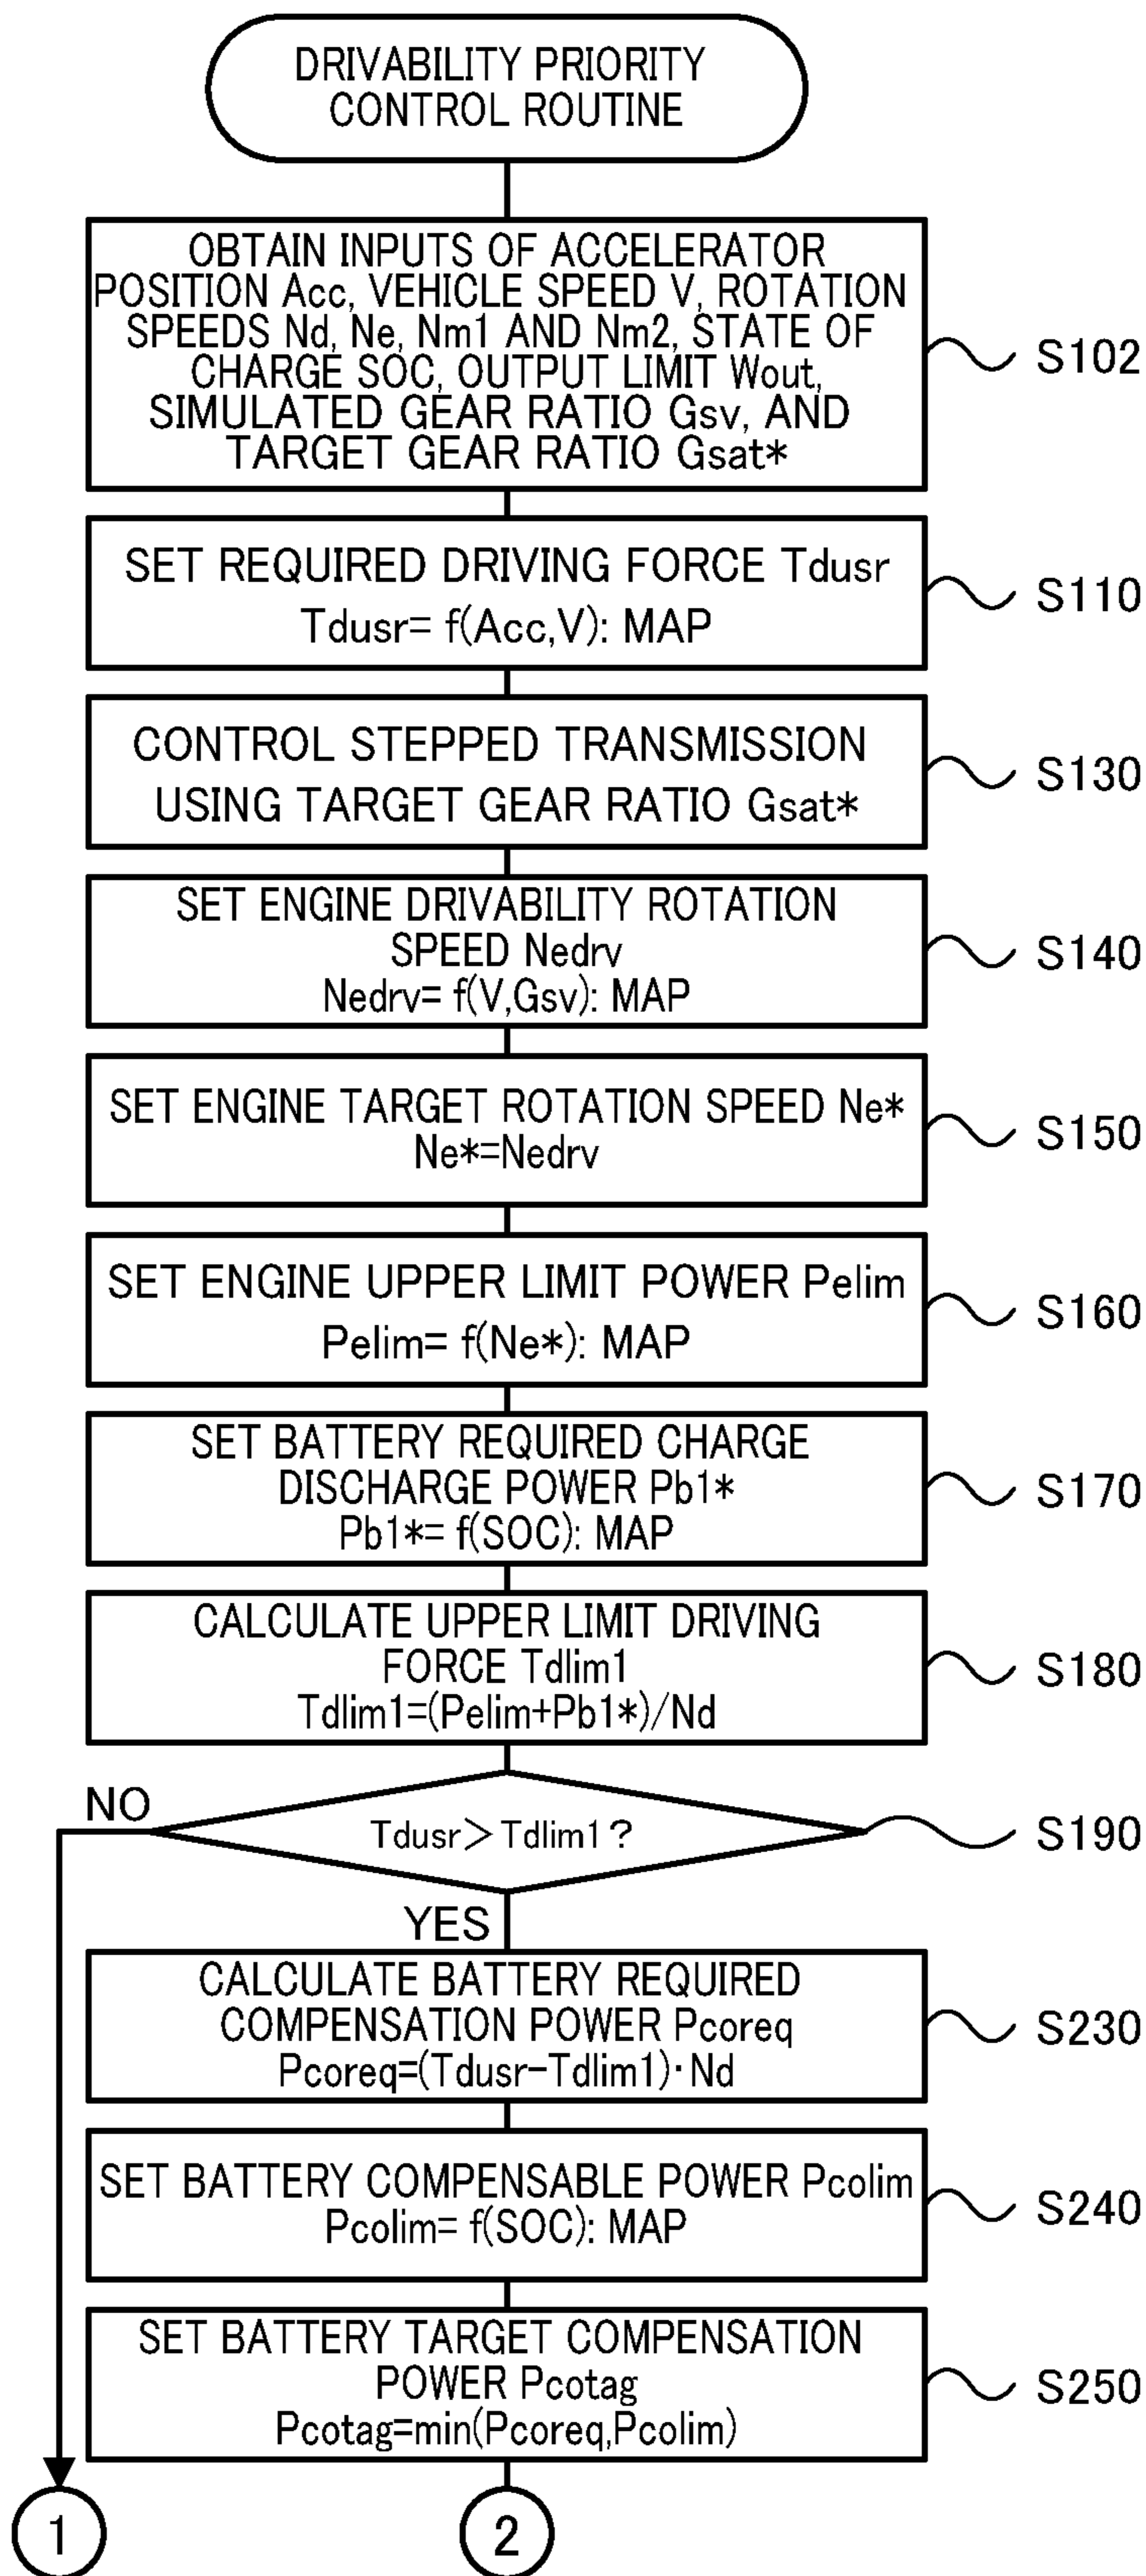 DRIVABILITY PRIORITY
CONTROL ROUTINE
OBTAIN INPUTS OF ACCELERATOR
POSITION Acc, VEHICLE SPEED V, ROTATION
SPEEDS Nd, Ne, Nm1 AND Nm2, STATE OF
CHARGE SOC, OUTPUT LIMIT Wout,
SIMULATED GEAR RATIO Gsv, AND
TARGET GEAR RATIO Gsat*
S102
SET REQUIRED DRIVING FORCE Tdusr
Tdusr= f(Acc,V): MAP
S110
CONTROL STEPPED TRANSMISSION
USING TARGET GEAR RATIO Gsat*
S130
SET ENGINE DRIVABILITY ROTATION
SPEED Nedrv
Nedrv= f(V,Gsv): MAP
S140
SET ENGINE TARGET ROTATION SPEED Ne*
Ne*=Nedrv
S150
SET ENGINE UPPER LIMIT POWER Pelim
Pelim= f(Ne*): MAP
S160
SET BATTERY REQUIRED CHARGE
DISCHARGE POWER Pb1*
Pb1*= f(SOC): MAP
S170
CALCULATE UPPER LIMIT DRIVING
FORCE Tdlim1
Tdlim1=(Pelim+Pb1*)/Nd
S180
NO
Tdusr>Tdlim1?
S190
YES
CALCULATE BATTERY REQUIRED
COMPENSATION POWER Pcoreq
Pcoreq=(Tdusr-Tdlim1)·Nd
S230
SET BATTERY COMPENSABLE POWER Pcolim
Pcolim= f(SOC): MAP
S240
SET BATTERY TARGET COMPENSATION
POWER Pcotag
Pcotag=min(Pcoreq,Pcolim)
S250
1
2